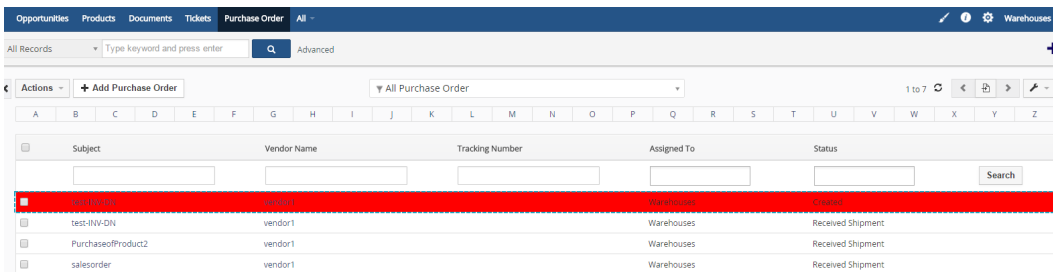 Opportunities Products Documents Tickets Purchase Order All Warehouses
All Records Type keyword and press enter Advanced
Actions + Add Purchase Order All Purchase Order 1 to 7
A B C D E F G H I J K L M N O P Q R S T U V W X Y Z
Subject Vendor Name Tracking Number Assigned To Status
Search
vendor1 Warehouses Created
test-INV-DN vendor1 Warehouses Received Shipment
PurchaseofProduct2 vendor1 Warehouses Received Shipment
salesorder vendor1 Warehouses Received Shipment